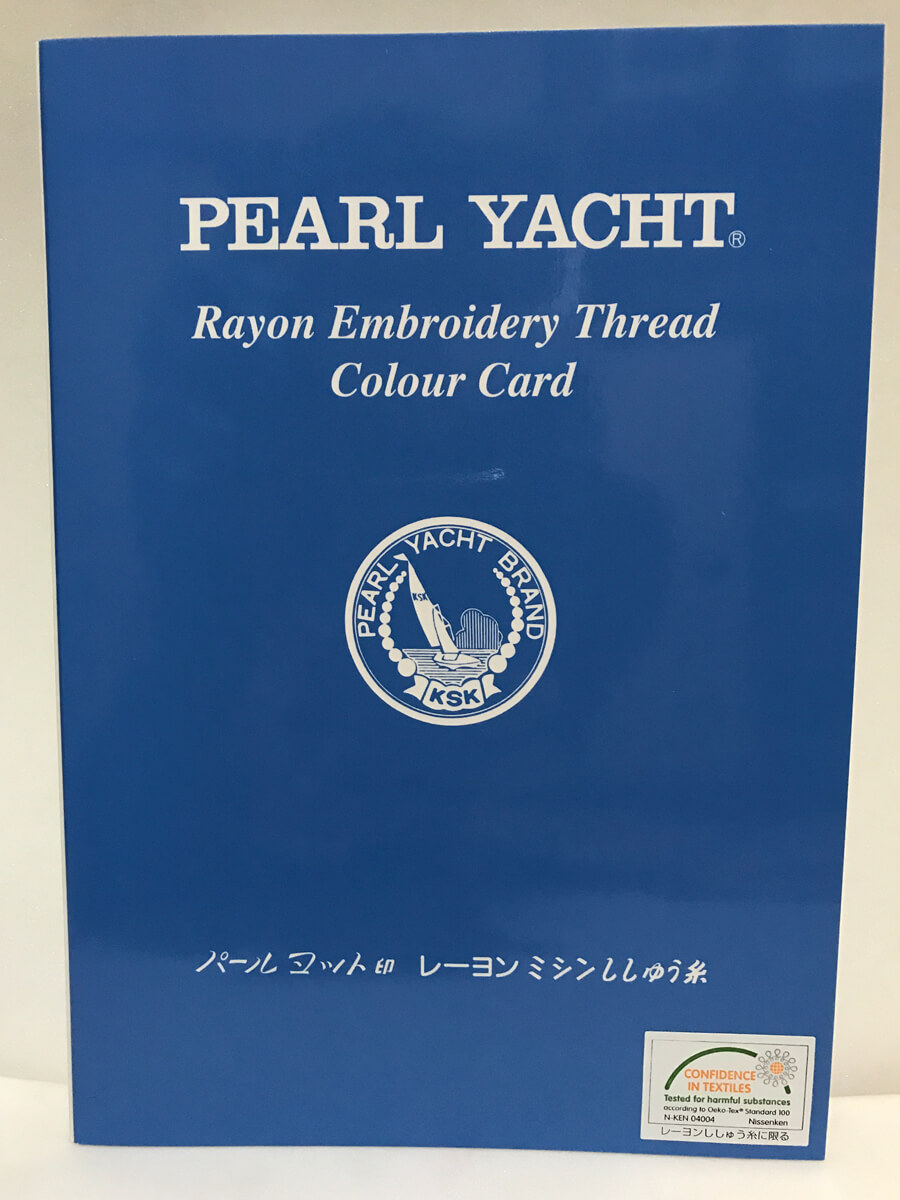 PEARL YACHT®
Rayon Embroidery Thread
Colour Card
PEARL YACHT BRAND
KSK
KSK
パールヨット印 レーヨンミシンししゅう糸
CONFIDENCE
IN TEXTILES
Tested for harmful substances
according to Oeko-Tex® Standard 100
N-KEN 04004 Nissenken
レーヨンししゅう糸に限る